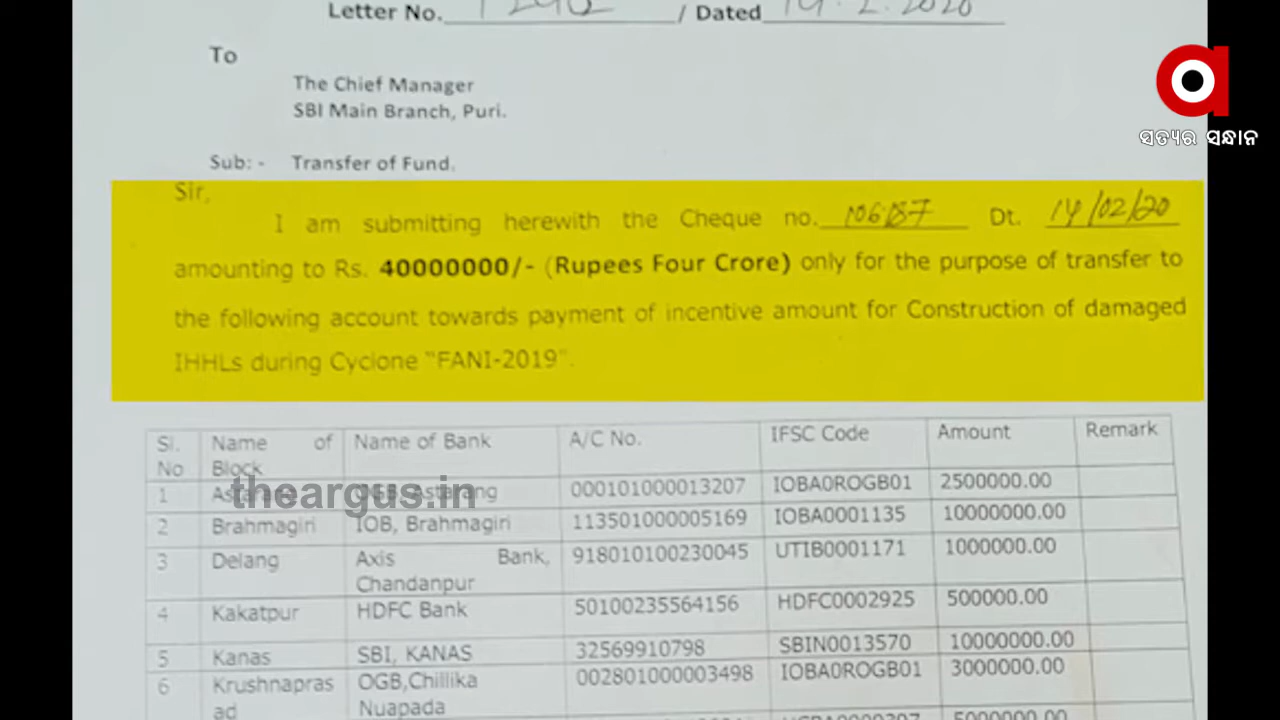 Letter No. / Dated 14.2.2020
ସତ୍ୟର ସନ୍ଧାନ
To
The Chief Manager
SBI Main Branch, Puri.
Sub: - Transfer of Fund.
Sir,
I am submitting herewith the Cheque no. Dt. 14/02/20
amounting to Rs. 40000000/- (Rupees Four Crore) only for the purpose of transfer to
the following account towards payment of incentive amount for Construction of damaged
IHHLs during Cyclone "FANI-2019".
Sl. No Name of Block Name of Bank A/C No. IFSC Code Amount Remark
theargus.in
1 000101000013207 IOBA0ROGB01 2500000.00
2 Brahmagiri IOB, Brahmagiri 113501000005169 IOBA0001135 10000000.00
3 Delang Axis Bank, Chandanpur 918010100230045 UTIB0001171 1000000.00
4 Kakatpur HDFC Bank 50100235564156 HDFC0002925 500000.00
5 Kanas SBI, KANAS 32569910798 SBIN0013570 10000000.00
6 Krushnapras ad OGB,Chillika Nuapada 002801000003498 IOBA0ROGB01 3000000.00